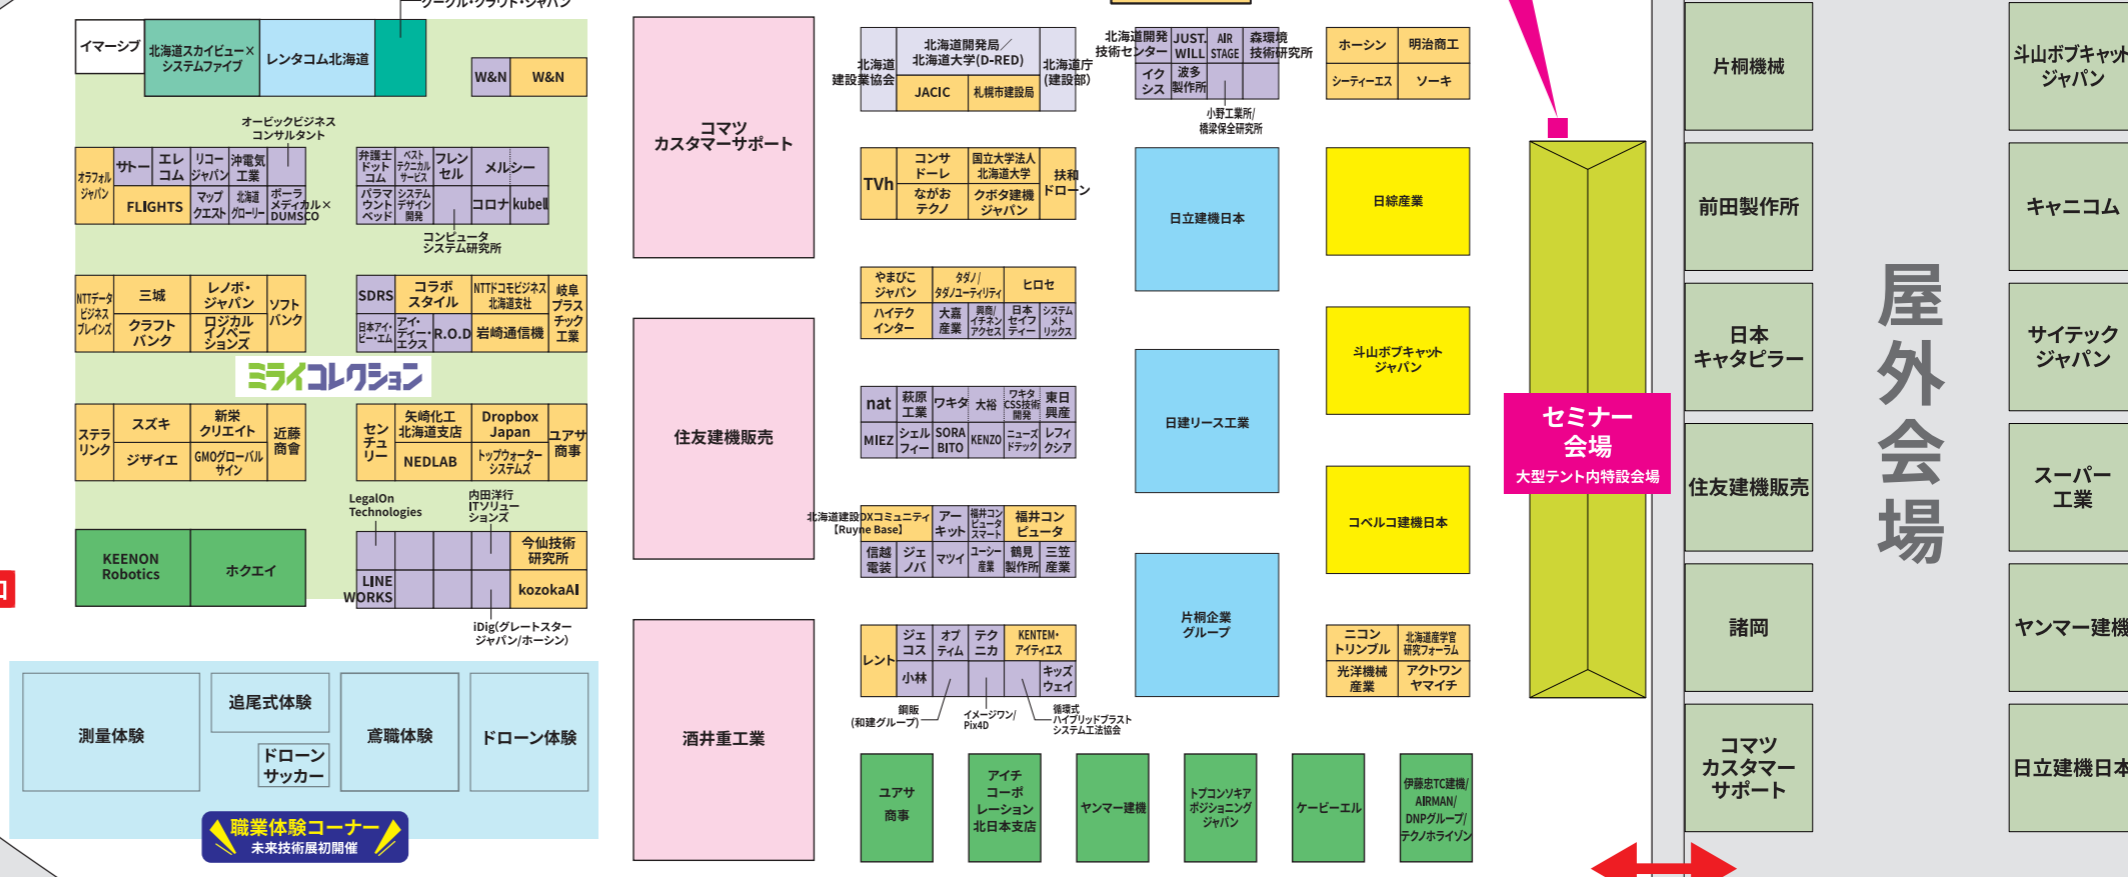 グーグル・クラウド・ジャパン
イマーシブ
北海道スカイビュー×
システムファイブ
レンタコム北海道
W&N
W&N
オービックビジネス
コンサルタント
オラフォル
ジャパン
サトー
エレ
コム
リコー
ジャパン
沖電気
工業
FLIGHTS
マップ
クエスト
北海道
グローリー
ポーラ
メディカル×
DUMSCO
弁護士
ドット
コム
ベスト
テクニカル
サービス
フレン
セル
メルシー
パラマ
ウント
ベッド
システム
デザイン
開発
コロナ
kubell
コンピュータ
システム研究所
NTTデータ
ビジネス
ブレインズ
三城
レノボ・
ジャパン
ソフト
バンク
クラフト
バンク
ロジカル
イノベー
ションズ
SDRS
コラボ
スタイル
NTTドコモビジネス
北海道支社
岐阜
プラス
チック
工業
日本アイ・
ビー・エム
アイ・
ディー・
エクス
R.O.D
岩崎通信機
ミライコレクション
ステラ
リンク
スズキ
新栄
クリエイト
近藤
商會
ジザイエ
GMOグローバル
サイン
セン
チュ
リー
矢崎化工
北海道支店
Dropbox
Japan
ユアサ
商事
NEDLAB
トップウォーター
システムズ
LegalOn
Technologies
内田洋行
ITソリュー
ションズ
KEENON
Robotics
ホクエイ
今仙技術
研究所
LINE
WORKS
kozokaAI
iDig(グレートスター
ジャパン/ホーシン)
口
測量体験
追尾式体験
ドローン
サッカー
鳶職体験
ドローン体験
職業体験コーナー
未来技術展初開催
コマツ
カスタマーサポート
住友建機販売
酒井重工業
北海道
建設業協会
北海道開発局／
北海道大学(D-RED)
北海道庁
(建設部)
JACIC
札幌市建設局
TVh
コンサ
ドーレ
国立大学法人
北海道大学
扶和
ドローン
ながお
テクノ
クボタ建機
ジャパン
やまびこ
ジャパン
タダノ/
タダノユーティリティ
ヒロセ
ハイテク
インター
大嘉
産業
興商/
イチネン
アクセス
日本
セイフ
ティー
システム
メト
リックス
nat
萩原
工業
ワキタ
大裕
ワキタ
CSS技術
開発
東日
興産
MIEZ
シェル
フィー
SORA
BITO
KENZO
ニューズ
ドテック
レフィ
クシア
北海道建設DXコミュニティ
【Ruyne Base】
アー
キット
福井コン
ピュータ
スマート
福井コン
ピュータ
信越
電装
ジェ
ノバ
マツイ
ユーシー
産業
鶴見
製作所
三笠
産業
レント
ジェ
コス
オプ
ティム
テク
ニカ
KENTEM・
アイティエス
小林
キッズ
ウェイ
鋼販
(和建グループ)
イメージワン/
Pix4D
循環式
ハイブリッドブラスト
システム工法協会
ユアサ
商事
アイチ
コーポ
レーション
北日本支店
ヤンマー建機
トプコンソキア
ポジショニング
ジャパン
ケービーエル
伊藤忠TC建機/
AIRMAN/
DNPグループ/
テクノホライゾン
北海道開発
技術センター
JUST.
WILL
AIR
STAGE
森環境
技術研究所
イク
シス
波多
製作所
小野工業所/
橋梁保全研究所
日立建機日本
日建リース工業
片桐企業
グループ
ホーシン
明治商工
シーティーエス
ソーキ
日綜産業
斗山ボブキャット
ジャパン
コベルコ建機日本
ニコン
トリンブル
北海道産学官
研究フォーラム
光洋機械
産業
アクトワン
ヤマイチ
セミナー
会場
大型テント内特設会場
片桐機械
前田製作所
日本
キャタピラー
住友建機販売
諸岡
コマツ
カスタマー
サポート
屋外会場
斗山ボブキャット
ジャパン
キャニコム
サイテック
ジャパン
スーパー
工業
ヤンマー建機
日立建機日本